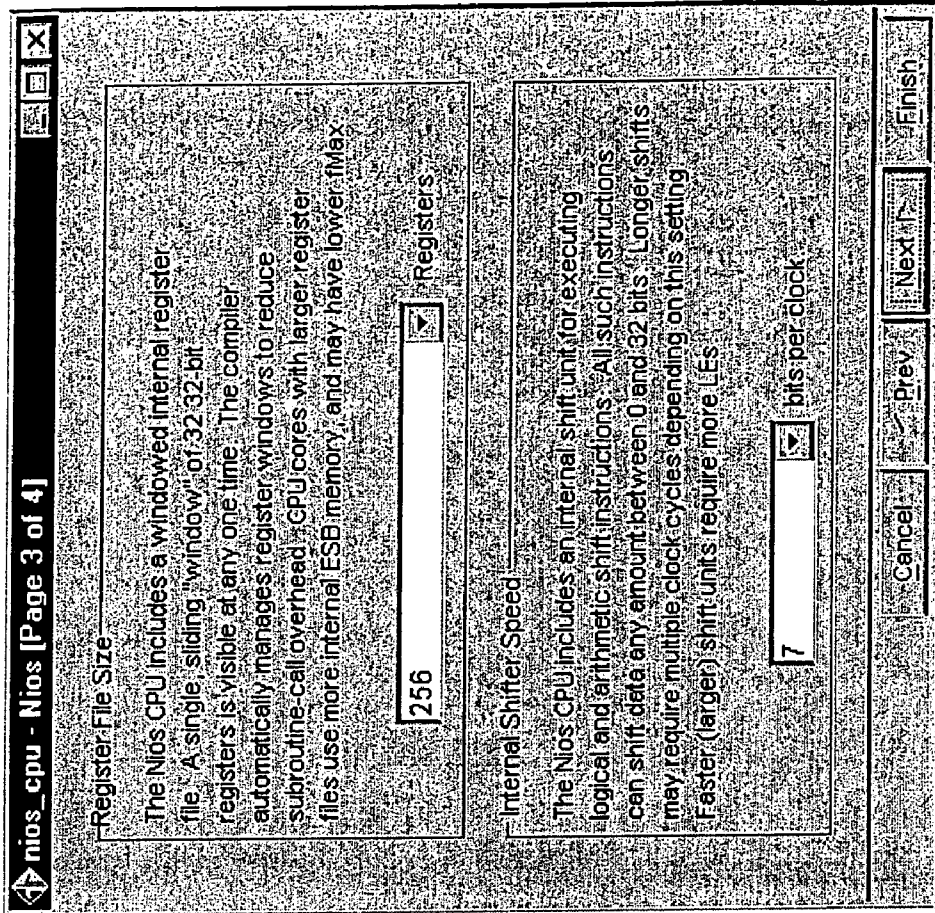 nios_cpu - Nios [Page 3 of 4]
Register File Size
The Nios CPU includes a windowed internal register
file. A single, sliding "window" of 32 32-bit
registers is visible at any one time. The compiler
automatically manages register windows to reduce
subroutine-call overhead. CPU cores with larger register
files use more internal ESB memory, and may have lower fMax.
256
Registers
Internal Shifter Speed
The Nios CPU includes an internal shift unit for executing
logical and arithmetic shift instructions. All such instructions
can shift data any amount between 0 and 32 bits. Longer shifts
may require multiple clock cycles depending on this setting.
Faster (larger) shift units require more LEs.
7
bits per clock
Cancel
< Prev
Next >
Finish